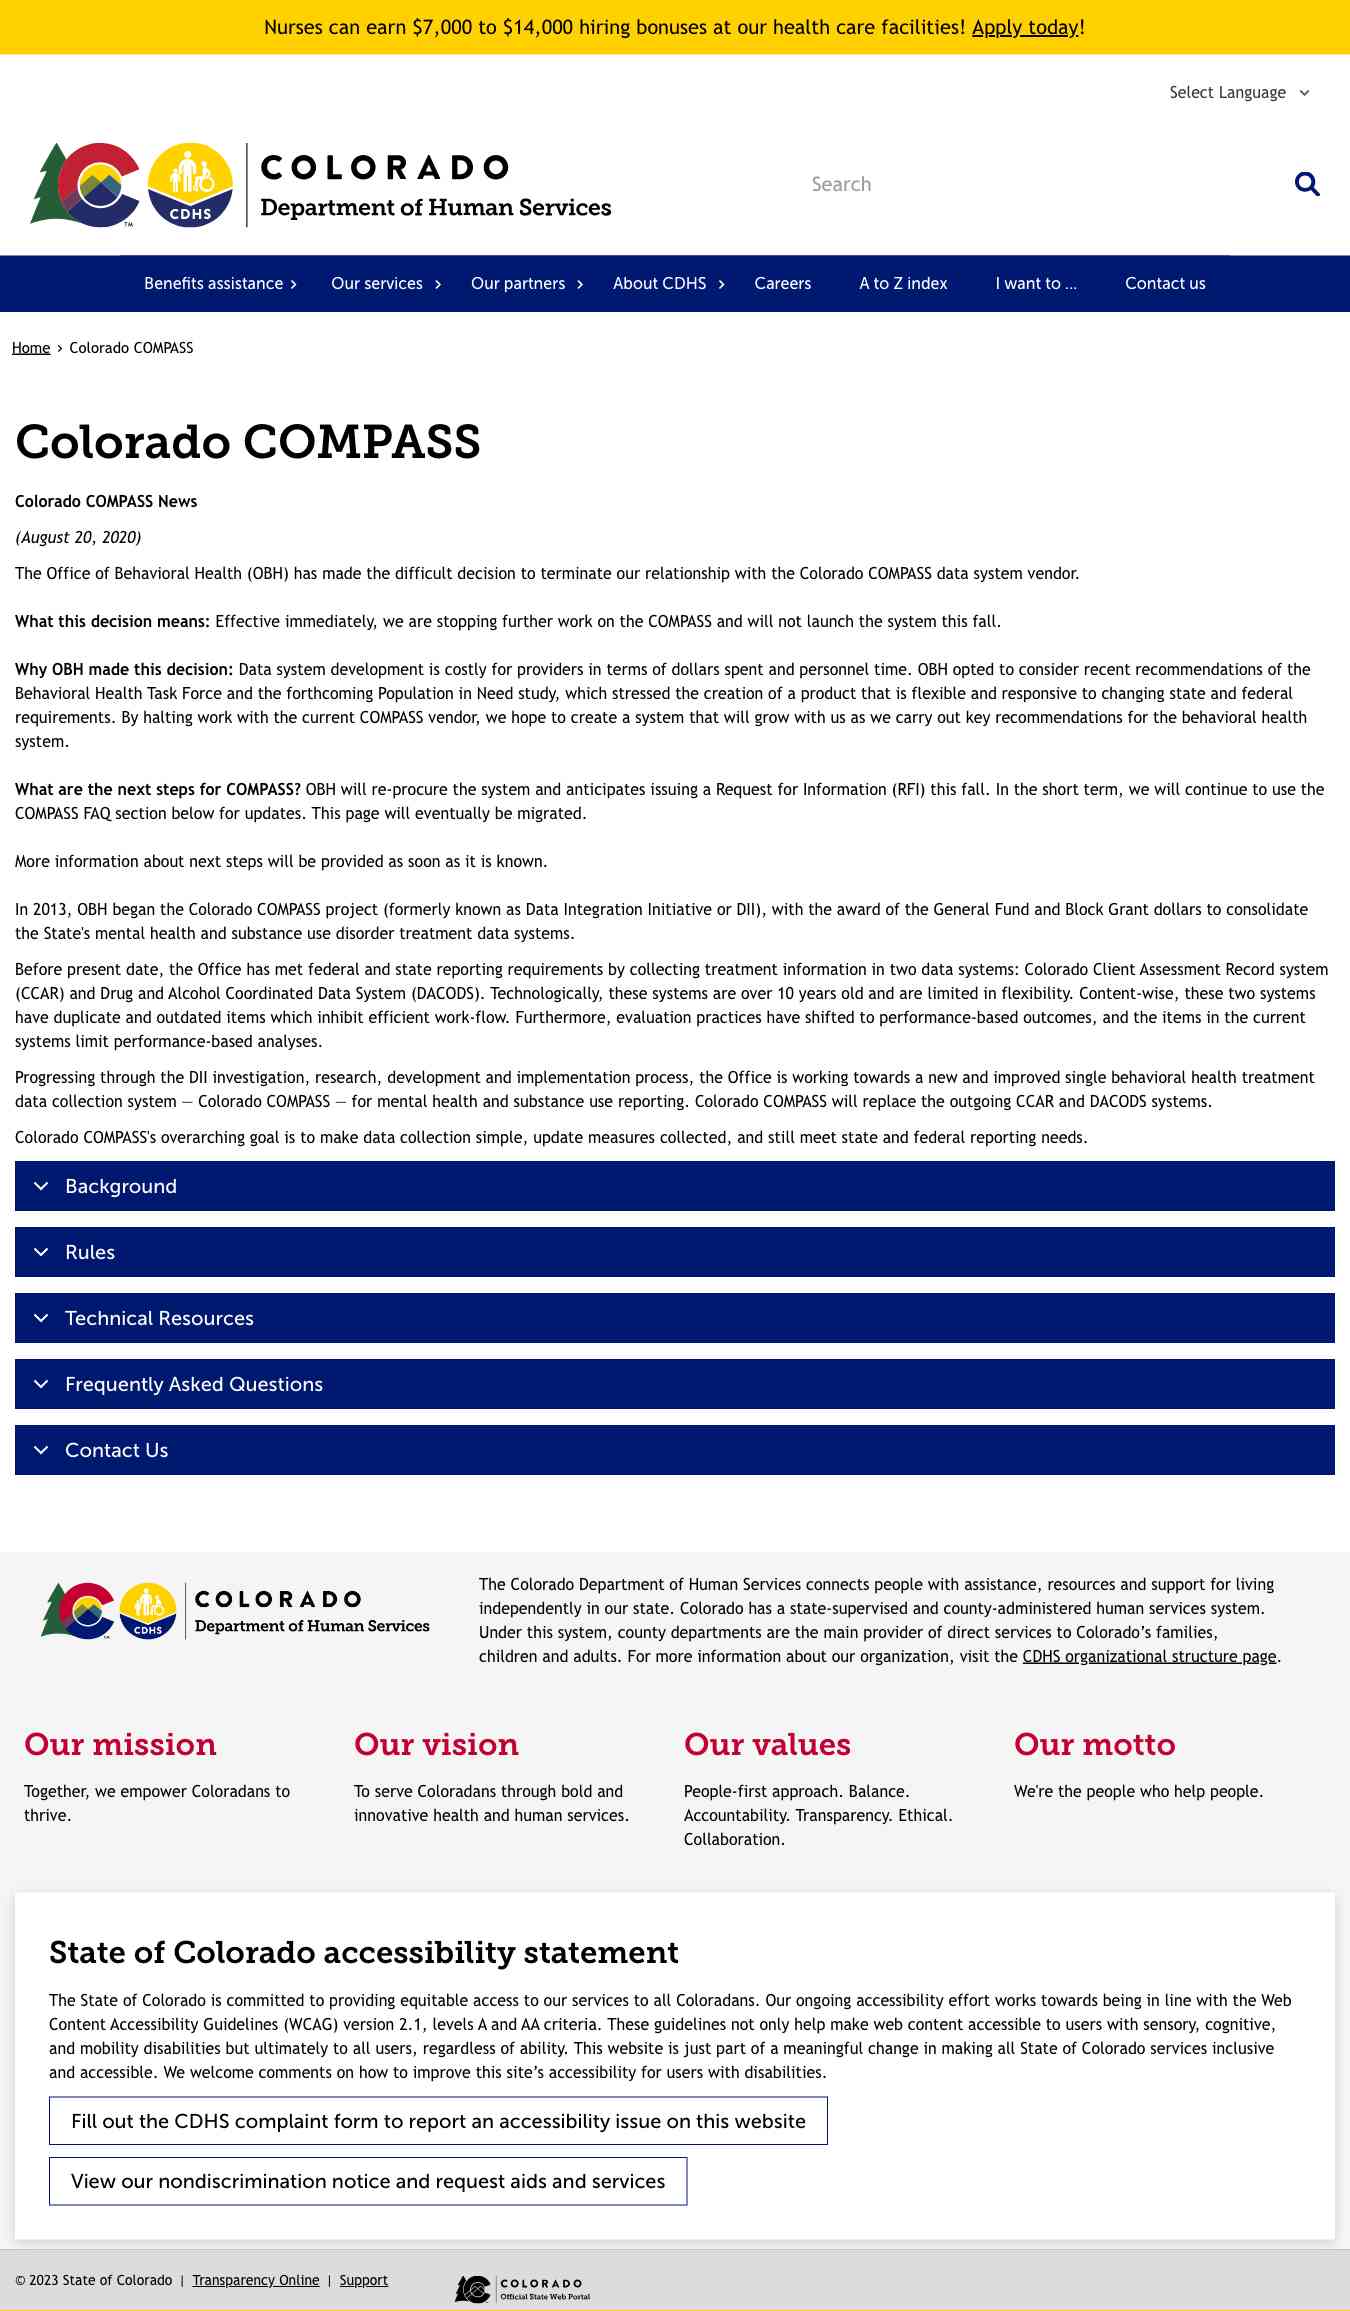 Nurses can earn $7,000 to $14,000 hiring bonuses at our health care facilities! Apply today!
Select Language
CDHS
TM
COLORADO
Department of Human Services
Search
Benefits assistance
Our services
Our partners
About CDHS
Careers
A to Z index
I want to ...
Contact us
Home › Colorado COMPASS
Colorado COMPASS
Colorado COMPASS News
(August 20, 2020)
The Office of Behavioral Health (OBH) has made the difficult decision to terminate our relationship with the Colorado COMPASS data system vendor.
What this decision means: Effective immediately, we are stopping further work on the COMPASS and will not launch the system this fall.
Why OBH made this decision: Data system development is costly for providers in terms of dollars spent and personnel time. OBH opted to consider recent recommendations of the
Behavioral Health Task Force and the forthcoming Population in Need study, which stressed the creation of a product that is flexible and responsive to changing state and federal
requirements. By halting work with the current COMPASS vendor, we hope to create a system that will grow with us as we carry out key recommendations for the behavioral health
system.
What are the next steps for COMPASS? OBH will re-procure the system and anticipates issuing a Request for Information (RFI) this fall. In the short term, we will continue to use the
COMPASS FAQ section below for updates. This page will eventually be migrated.
More information about next steps will be provided as soon as it is known.
In 2013, OBH began the Colorado COMPASS project (formerly known as Data Integration Initiative or DII), with the award of the General Fund and Block Grant dollars to consolidate
the State's mental health and substance use disorder treatment data systems.
Before present date, the Office has met federal and state reporting requirements by collecting treatment information in two data systems: Colorado Client Assessment Record system
(CCAR) and Drug and Alcohol Coordinated Data System (DACODS). Technologically, these systems are over 10 years old and are limited in flexibility. Content-wise, these two systems
have duplicate and outdated items which inhibit efficient work-flow. Furthermore, evaluation practices have shifted to performance-based outcomes, and the items in the current
systems limit performance-based analyses.
Progressing through the DII investigation, research, development and implementation process, the Office is working towards a new and improved single behavioral health treatment
data collection system — Colorado COMPASS — for mental health and substance use reporting. Colorado COMPASS will replace the outgoing CCAR and DACODS systems.
Colorado COMPASS's overarching goal is to make data collection simple, update measures collected, and still meet state and federal reporting needs.
Background
Rules
Technical Resources
Frequently Asked Questions
Contact Us
CDHS
COLORADO
Department of Human Services
The Colorado Department of Human Services connects people with assistance, resources and support for living
independently in our state. Colorado has a state-supervised and county-administered human services system.
Under this system, county departments are the main provider of direct services to Colorado’s families,
children and adults. For more information about our organization, visit the CDHS organizational structure page.
Our mission
Together, we empower Coloradans to
thrive.
Our vision
To serve Coloradans through bold and
innovative health and human services.
Our values
People-first approach. Balance.
Accountability. Transparency. Ethical.
Collaboration.
Our motto
We're the people who help people.
State of Colorado accessibility statement
The State of Colorado is committed to providing equitable access to our services to all Coloradans. Our ongoing accessibility effort works towards being in line with the Web
Content Accessibility Guidelines (WCAG) version 2.1, levels A and AA criteria. These guidelines not only help make web content accessible to users with sensory, cognitive,
and mobility disabilities but ultimately to all users, regardless of ability. This website is just part of a meaningful change in making all State of Colorado services inclusive
and accessible. We welcome comments on how to improve this site’s accessibility for users with disabilities.
Fill out the CDHS complaint form to report an accessibility issue on this website
View our nondiscrimination notice and request aids and services
© 2023 State of Colorado | Transparency Online | Support
COLORADO
Official State Web Portal